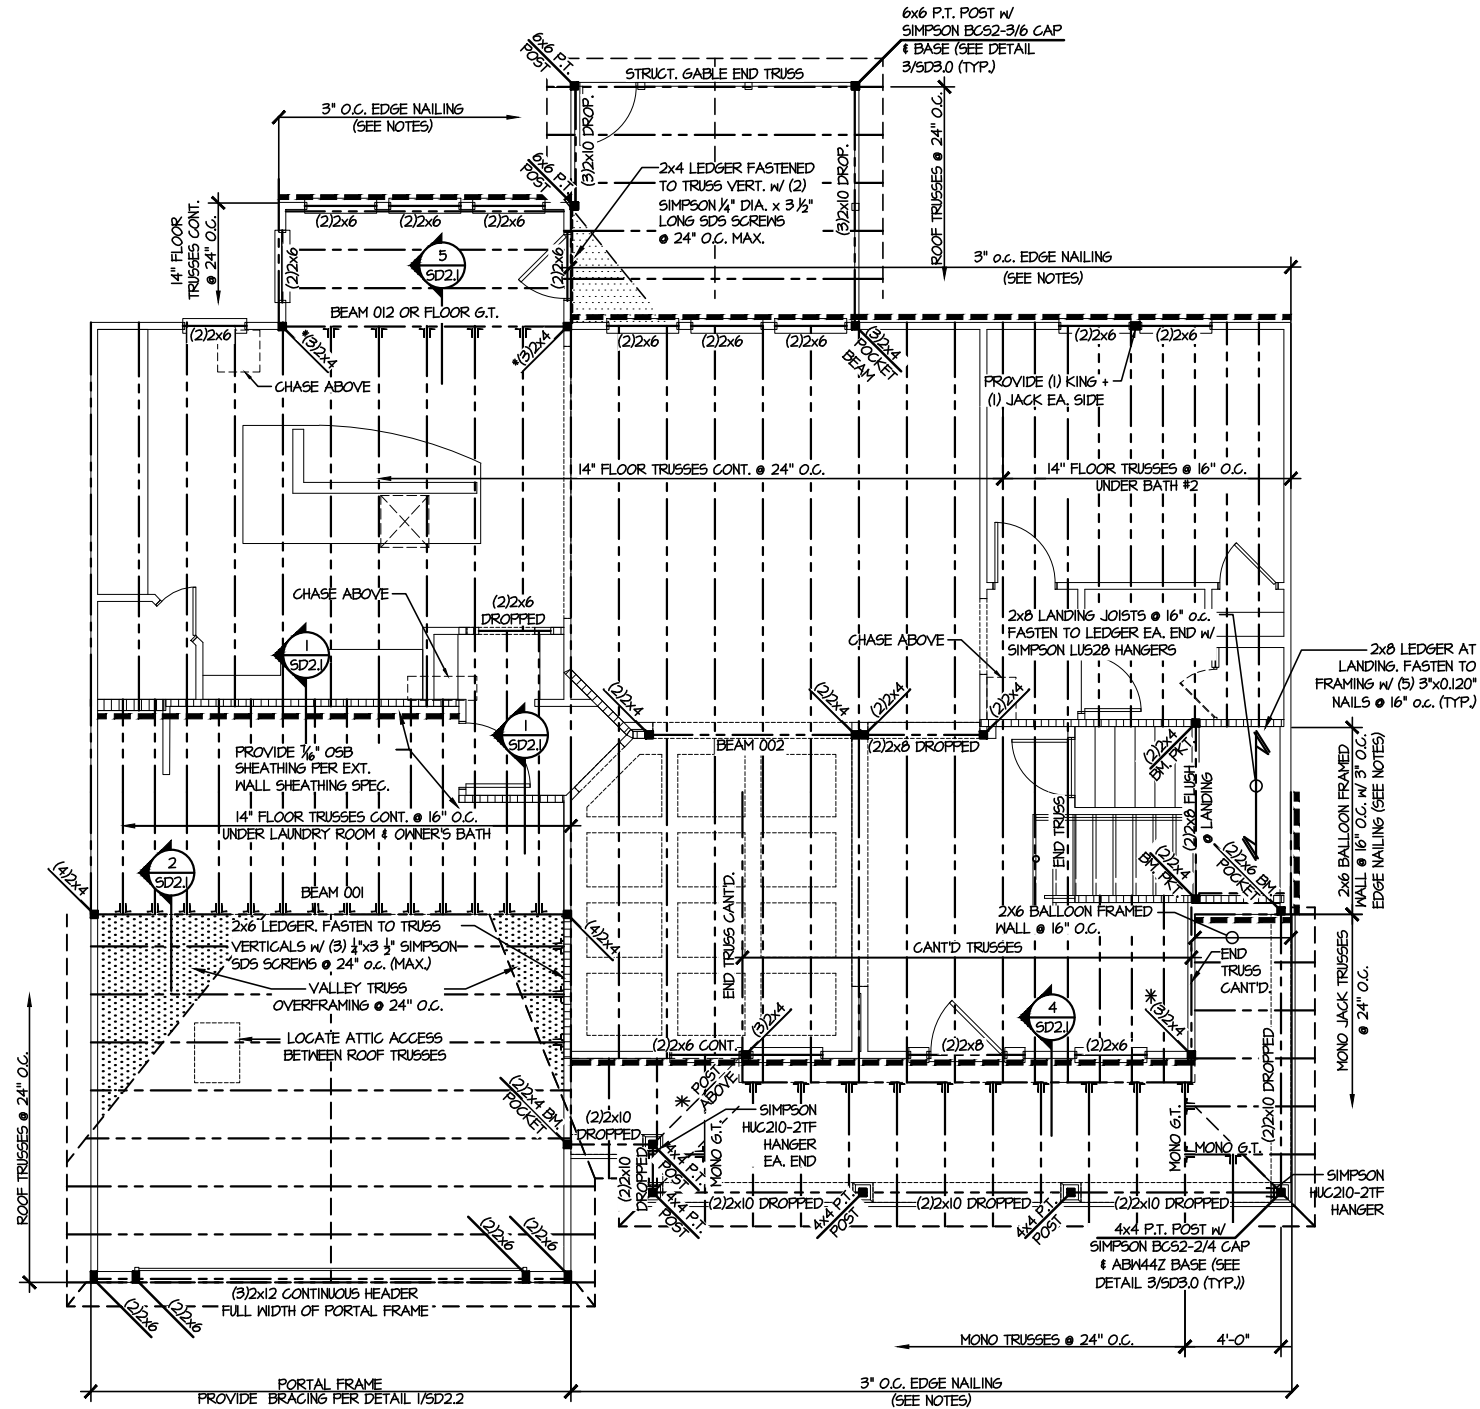 6x6 P.T. POST W/
SIMPSON BCS2-3/6 CAP
& BASE (SEE DETAIL
3/SD3.0 (TYP.)
6x6 P.T.
POST
STRUCT. GABLE END TRUSS
3" O.C. EDGE NAILING
(SEE NOTES)
(3)2x10 DROP.
(3)2x10 DROP.
ROOF TRUSSES @ 24" O.C.
6x6 P.T.
POST
2x4 LEDGER FASTENED
TO TRUSS VERT. W/ (2)
SIMPSON 1/4" DIA. x 3 1/2"
LONG SDS SCREWS
@ 24" O.C. MAX.
14" FLOOR
TRUSSES CONT.
@ 24" O.C.
(2)2x6
(2)2x6
(2)2x6
(2)2x6
(2)2x6
5
SD2.1
3" o.C. EDGE NAILING
(SEE NOTES)
BEAM 012 OR FLOOR G.T.
(2)2x6
*(3)2x4
*(3)2x4
(2)2x6
(2)2x6
(2)2x6
(3)2x4
POCKET
BEAM
(2)2x6
(2)2x6
CHASE ABOVE
PROVIDE (1) KING +
(1) JACK EA. SIDE
14" FLOOR TRUSSES CONT. @ 24" O.C.
14" FLOOR TRUSSES @ 16" O.C.
UNDER BATH #2
CHASE ABOVE
(2)2x6
DROPPED
CHASE ABOVE
2x8 LANDING JOISTS @ 16" o.C.
FASTEN TO LEDGER EA. END W/
SIMPSON LUS28 HANGERS
2x8 LEDGER AT
LANDING. FASTEN TO
FRAMING W/ (5) 3"x0.120"
NAILS @ 16" o.C. (TYP.)
1
SD2.1
1
SD2.1
(2)2x4
(2)2x4
(2)2x4
(2)2x4
BEAM 002
(2)2x8 DROPPED
(2)2x4
BM. PKT
PROVIDE 7/16" OSB
SHEATHING PER EXT.
WALL SHEATHING SPEC.
14" FLOOR TRUSSES CONT. @ 16" O.C.
UNDER LAUNDRY ROOM & OWNER'S BATH
END TRUSS
(2)2x8 FLUSH
@ LANDING
2x6 BALLOON FRAMED
WALL @ 16" O.C. W/ 3" O.C.
EDGE NAILING (SEE NOTES)
(4)2x4
2
SD2.1
BEAM 001
(2)2x4
BM. PKT
(2)2x6 BM.
POCKET
END TRUSS CANT'D.
2x6 LEDGER. FASTEN TO TRUSS
VERTICALS W/ (3) 1/4"x3 1/2" SIMPSON
SDS SCREWS @ 24" o.C. (MAX.)
(4)2x4
2X6 BALLOON FRAMED
WALL @ 16" O.C.
CANT'D TRUSSES
END
TRUSS
CANT'D.
MONO JACK TRUSSES
@ 24" O.C.
VALLEY TRUSS
OVERFRAMING @ 24" O.C.
LOCATE ATTIC ACCESS
BETWEEN ROOF TRUSSES
4
SD2.1
(3)2x4
*(3)2x4
(2)2x6 CONT.
(2)2x8
(2)2x6
ROOF TRUSSES @ 24" O.C.
(2)2x4 BM.
POCKET
* POST
ABOVE
(2)2x10
DROPPED
SIMPSON
HUC210-2TF
HANGER
EA. END
(2)2x10 DROPPED
MONO G.T.
MONO G.T.
MONO G.T.
(2)2x10
DROPPED
4x4 P.T.
POST
4x4 P.T.
POST
(2)2x10 DROPPED
4x4 P.T.
POST
(2)2x10 DROPPED
4x4 P.T.
POST
(2)2x10 DROPPED
SIMPSON
HUC210-2TF
HANGER
4x4 P.T. POST W/
SIMPSON BCS2-2/4 CAP
& ABW44Z BASE (SEE
DETAIL 3/SD3.0 (TYP.))
(2)2x6
(2)2x6
(3)2x12 CONTINUOUS HEADER
FULL WIDTH OF PORTAL FRAME
(2)2x6
(2)2x6
MONO TRUSSES @ 24" O.C.
4'-0"
PORTAL FRAME
PROVIDE BRACING PER DETAIL 1/SD2.2
3" O.C. EDGE NAILING
(SEE NOTES)